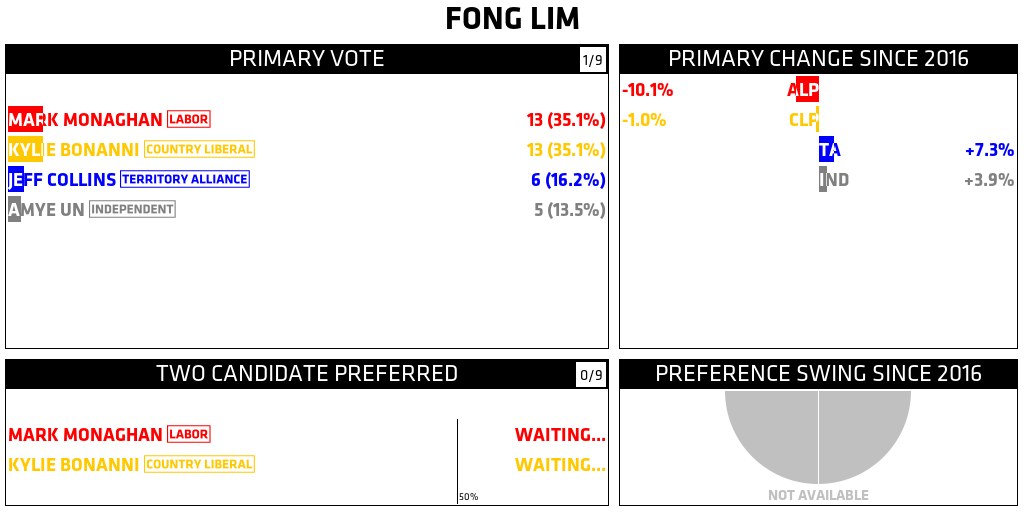 FONG LIM
PRIMARY VOTE 1/9
MARK MONAGHAN LABOR 13 (35.1%)
KYLIE BONANNI COUNTRY LIBERAL 13 (35.1%)
JEFF COLLINS TERRITORY ALLIANCE 6 (16.2%)
AMYE UN INDEPENDENT 5 (13.5%)
PRIMARY CHANGE SINCE 2016
-10.1% ALP
-1.0% CLP
TA +7.3%
IND +3.9%
TWO CANDIDATE PREFERRED 0/9
MARK MONAGHAN LABOR WAITING...
KYLIE BONANNI COUNTRY LIBERAL WAITING...
50%
PREFERENCE SWING SINCE 2016
NOT AVAILABLE